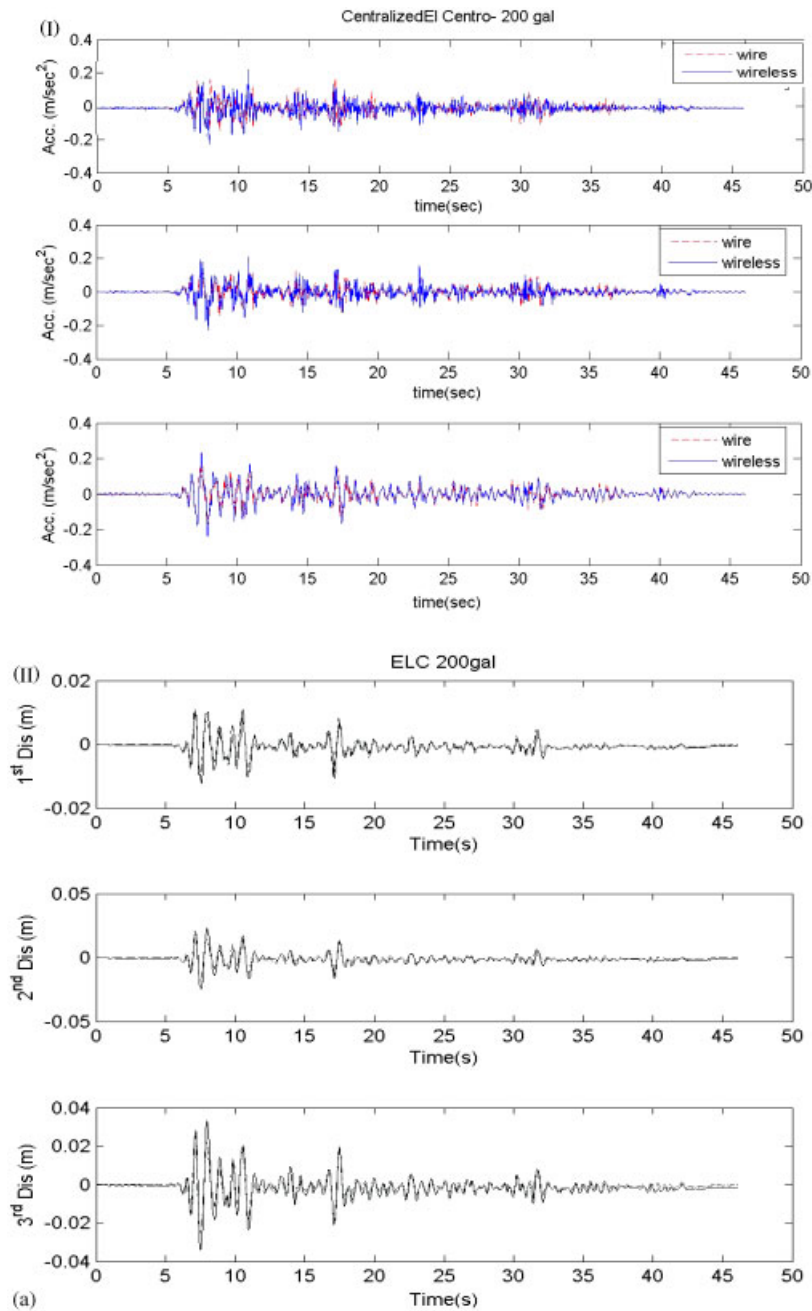 (I)
CentralizedEl Centro- 200 gal
Acc. (m/sec²)
0.4
0.2
0
-0.2
-0.4
wire
wireless
0 5 10 15 20 25 30 35 40 45 50
time(sec)
Acc. (m/sec²)
0.4
0.2
0
-0.2
-0.4
wire
wireless
0 5 10 15 20 25 30 35 40 45 50
time(sec)
Acc. (m/sec²)
0.4
0.2
0
-0.2
-0.4
wire
wireless
0 5 10 15 20 25 30 35 40 45 50
time(sec)
(II)
ELC 200gal
1st Dis (m)
0.02
0
-0.02
0 5 10 15 20 25 30 35 40 45 50
Time(s)
2nd Dis (m)
0.05
0
-0.05
0 5 10 15 20 25 30 35 40 45 50
Time(s)
3rd Dis (m)
0.04
0.02
0
-0.02
-0.04
0 5 10 15 20 25 30 35 40 45 50
Time(s)
(a)